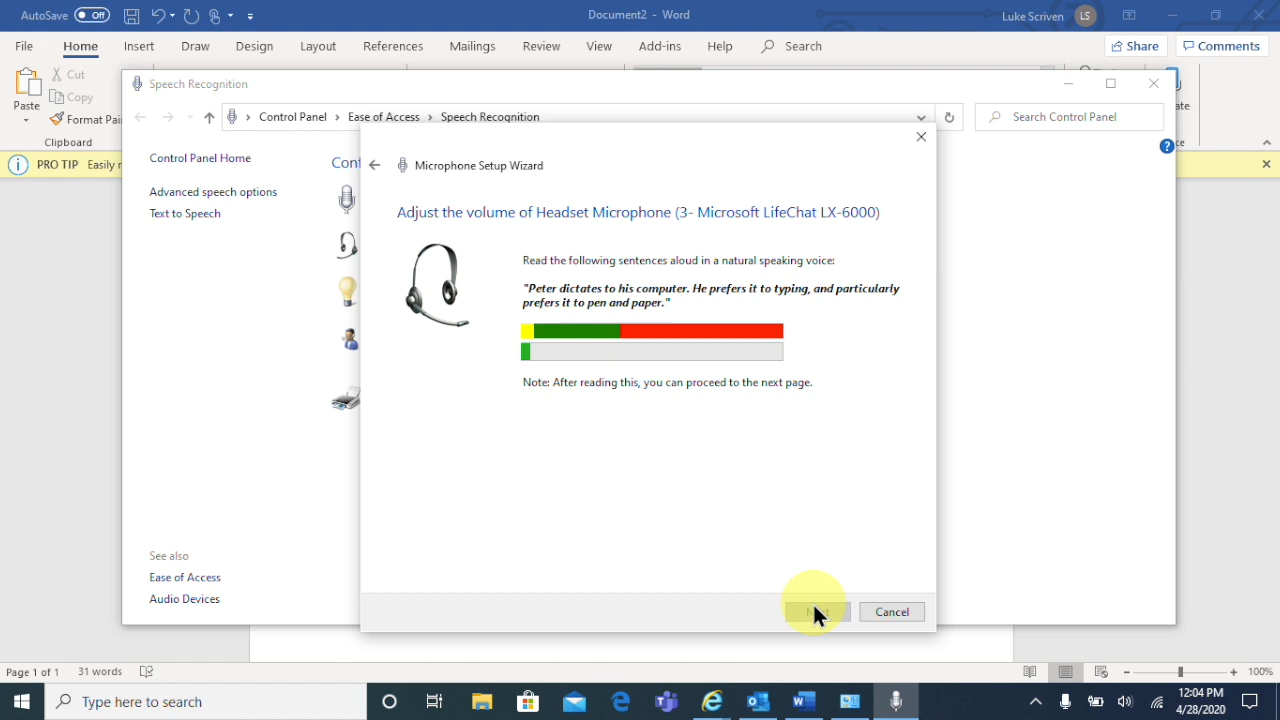 AutoSave Off
Document2 - Word
Luke Scriven LS
File Home Insert Draw Design Layout References Mailings Review View Add-ins Help Search Share Comments
Paste
Cut
Copy
Format Pai
Clipboard
PRO TIP Easily
Speech Recognition
Control Panel › Ease of Access › Speech Recognition
Search Control Panel
Control Panel Home
Advanced speech options
Text to Speech
Conf
See also
Ease of Access
Audio Devices
Microphone Setup Wizard
Adjust the volume of Headset Microphone (3- Microsoft LifeChat LX-6000)
Read the following sentences aloud in a natural speaking voice:
"Peter dictates to his computer. He prefers it to typing, and particularly
prefers it to pen and paper."
Note: After reading this, you can proceed to the next page.
Cancel
Page 1 of 1 31 words
100%
Type here to search
12:04 PM
4/28/2020